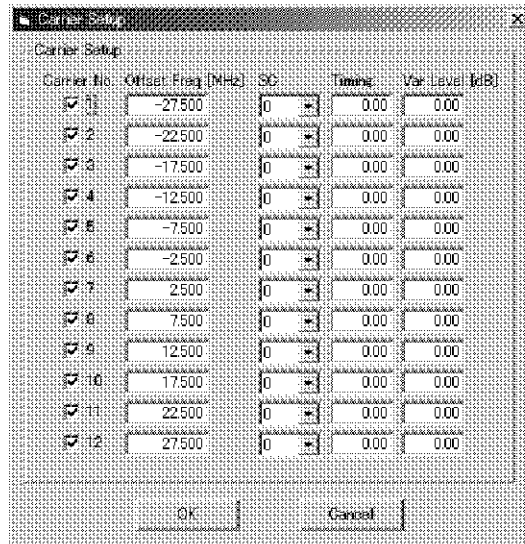 Carrier Setup
Carrier Setup
Carrier No. Offset Freq [MHz] SC Timing Var Level [dB]
1 -27.500 0 0.00 0.00
2 -22.500 0 0.00 0.00
3 -17.500 0 0.00 0.00
4 -12.500 0 0.00 0.00
5 -7.500 0 0.00 0.00
6 -2.500 0 0.00 0.00
7 2.500 0 0.00 0.00
8 7.500 0 0.00 0.00
9 12.500 0 0.00 0.00
10 17.500 0 0.00 0.00
11 22.500 0 0.00 0.00
12 27.500 0 0.00 0.00
OK Cancel